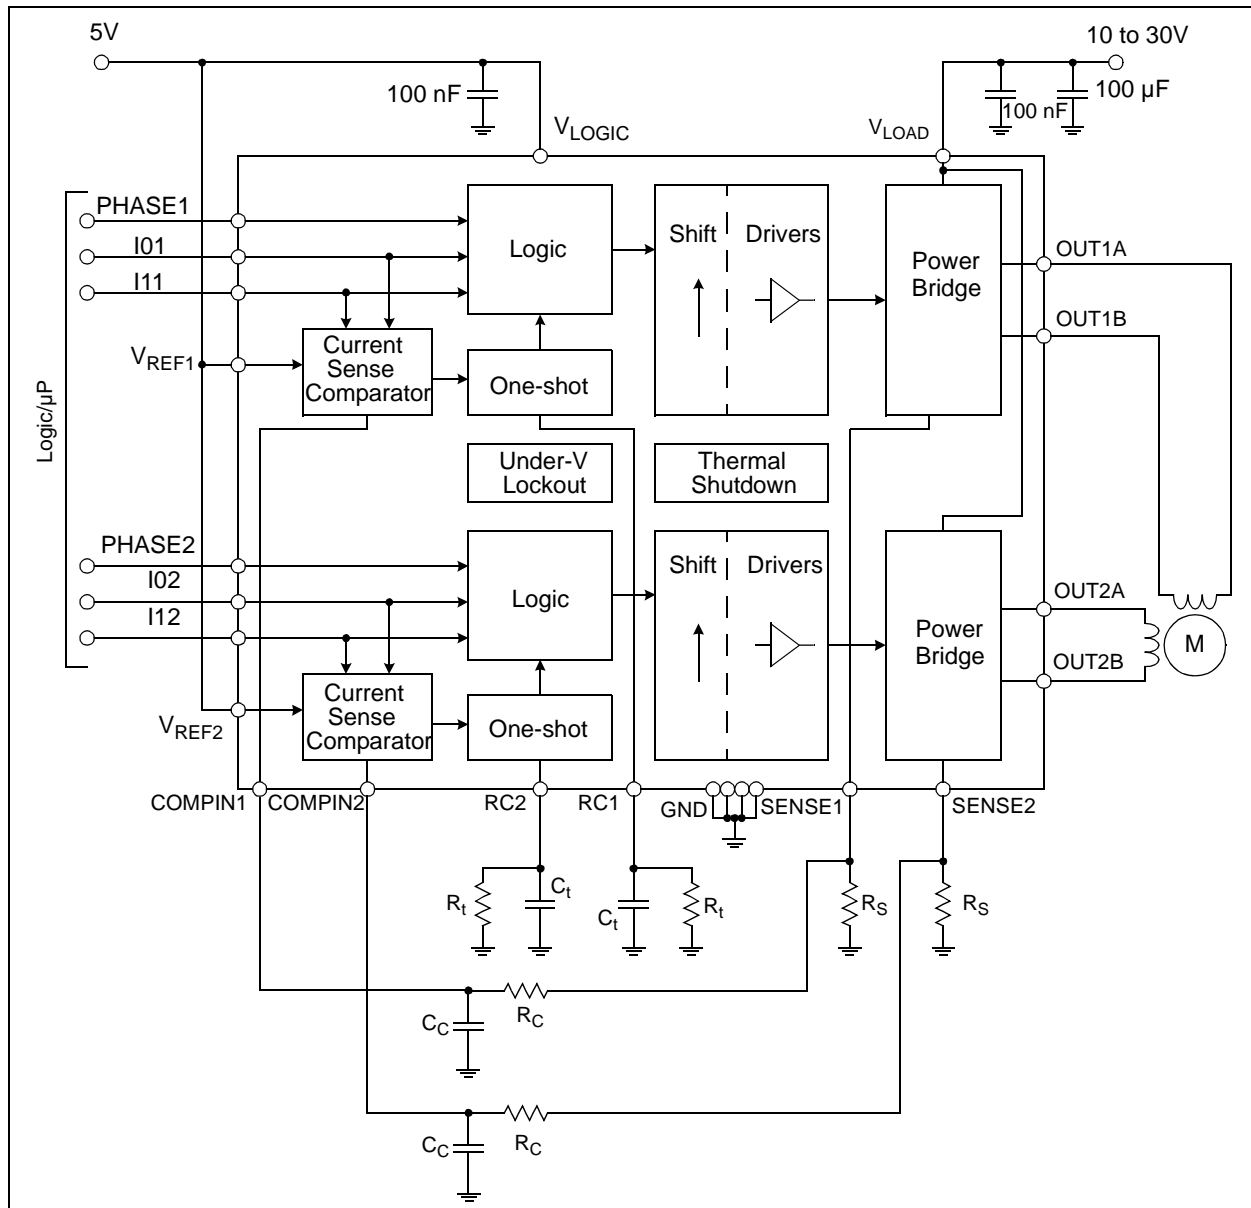 5V
10 to 30V
100 nF
100 nF
100 µF
VLOGIC
VLOAD
PHASE1
I01
I11
VREF1
Logic/µP
Logic
Shift
Drivers
Power
Bridge
OUT1A
OUT1B
Current
Sense
Comparator
One-shot
Under-V
Lockout
Thermal
Shutdown
PHASE2
I02
I12
VREF2
Logic
Shift
Drivers
Power
Bridge
OUT2A
OUT2B
M
Current
Sense
Comparator
One-shot
COMPIN1
COMPIN2
RC2
RC1
GND
SENSE1
SENSE2
Rt
Ct
Ct
Rt
RS
RS
CC
RC
CC
RC